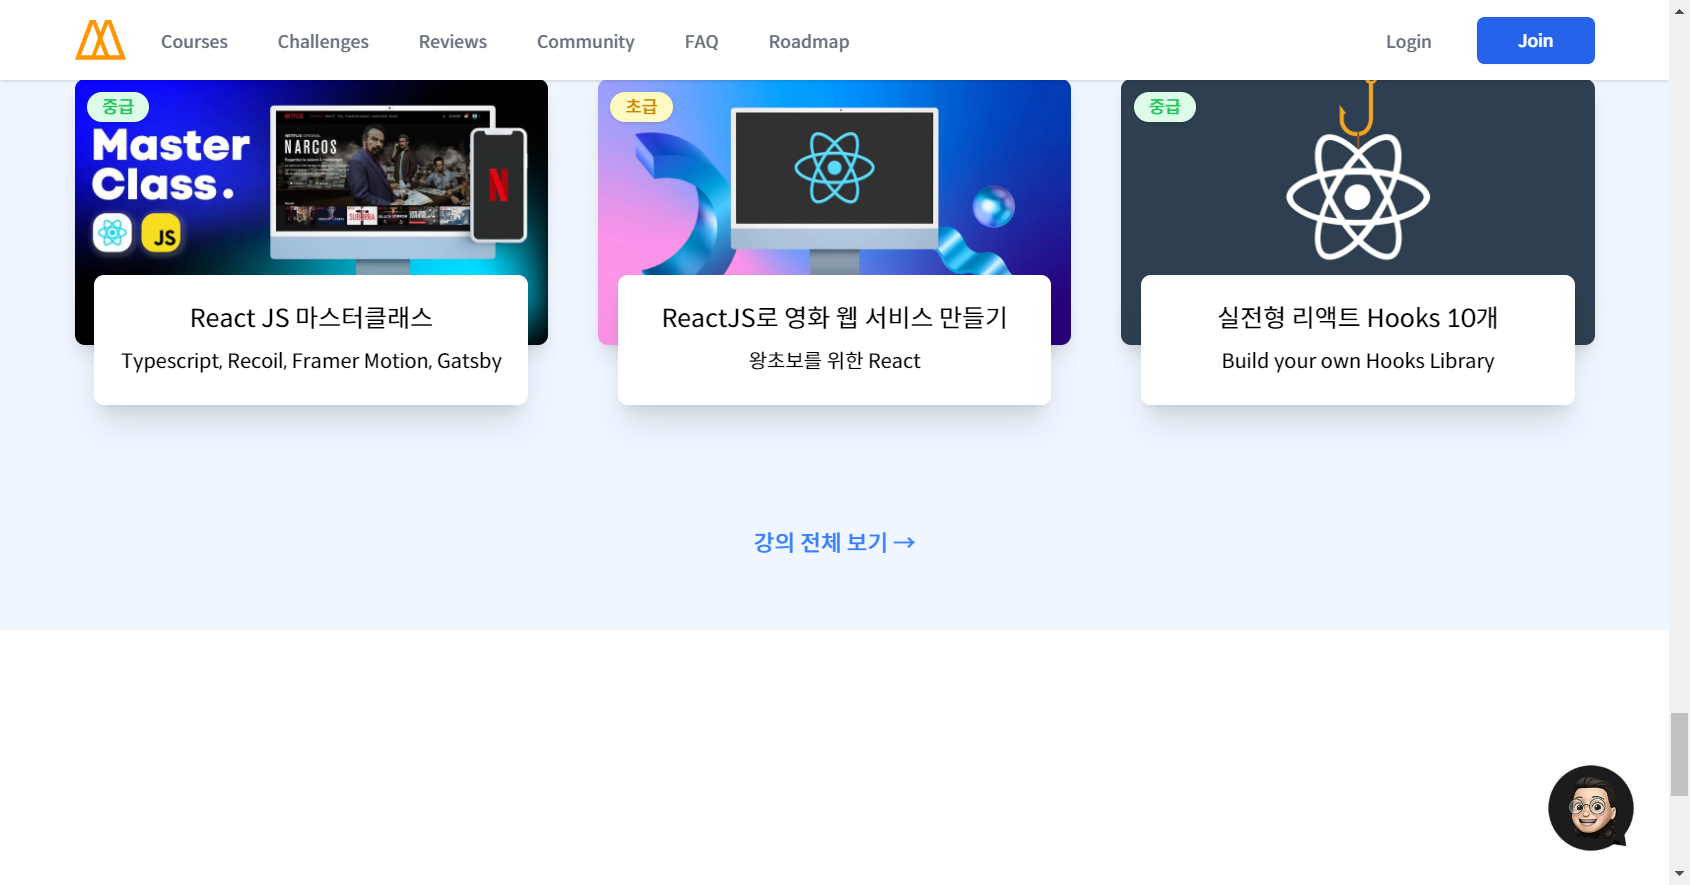 Courses Challenges Reviews Community FAQ Roadmap Login Join
중급
Master
Class.
JS
NETFLIX
NARCOS
N
초급
중급
React JS 마스터클래스
Typescript, Recoil, Framer Motion, Gatsby
ReactJS로 영화 웹 서비스 만들기
왕초보를 위한 React
실전형 리액트 Hooks 10개
Build your own Hooks Library
강의 전체 보기 →